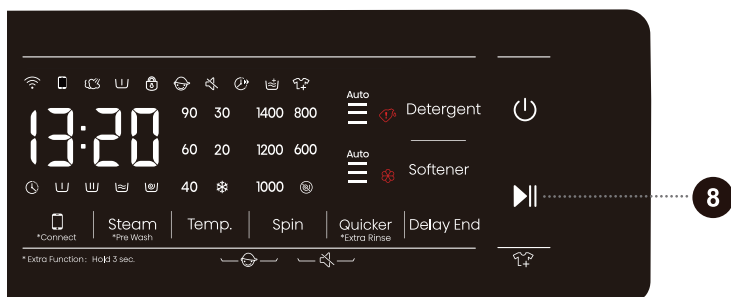 Auto
90 30 1400 800 Detergent
13:20
60 20 1200 600
Auto
Softener
40 1000
8
Steam Temp. Spin Quicker Delay End
*Connect *Pre Wash *Extra Rinse
* Extra Function: Hold 3 sec.